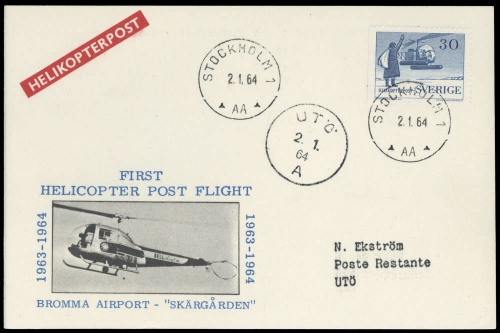 HELIKOPTERPOST
STOCKHOLM 1
2.1.64
AA
30
SVERIGE
STOCKHOLM 1
2.1.64
AA
UTÖ
2.1.
64
A
FIRST
HELICOPTER POST FLIGHT
1963-1964
1963-1964
BROMMA AIRPORT - "SKÄRGÅRDEN"
N. Ekström
Poste Restante
UTÖ